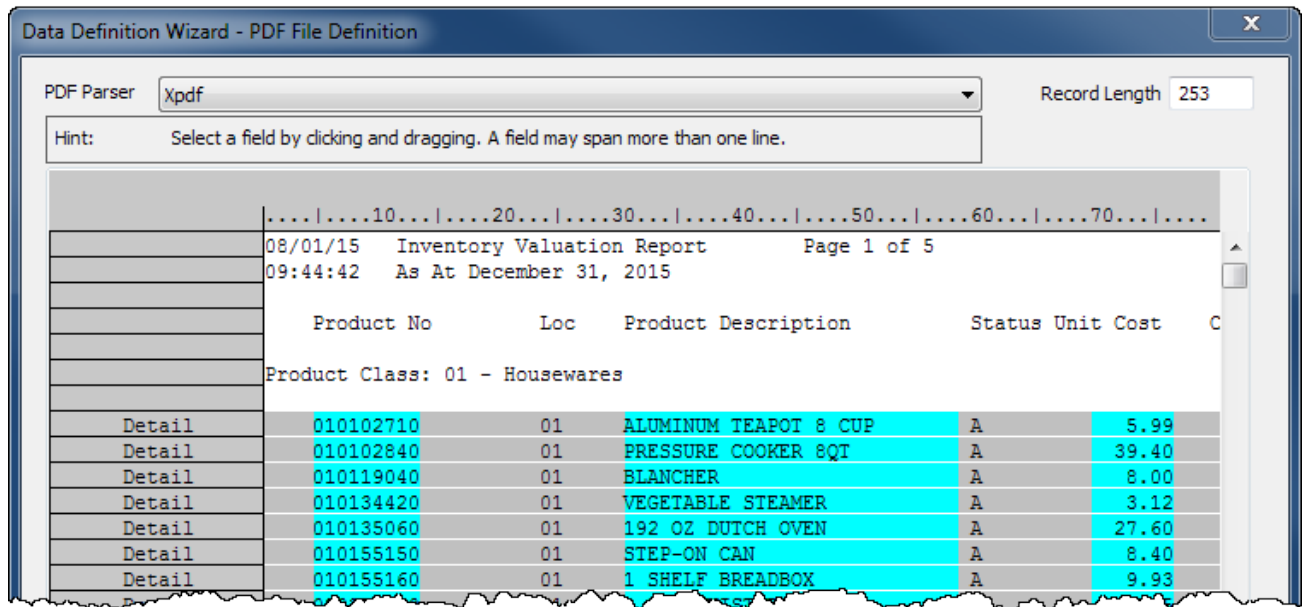 Data Definition Wizard - PDF File Definition
x
PDF Parser Xpdf Record Length 253
Hint: Select a field by clicking and dragging. A field may span more than one line.
....|....10...|....20...|....30...|....40...|....50...|....60...|....70...|....
08/01/15 Inventory Valuation Report Page 1 of 5
09:44:42 As At December 31, 2015
Product No Loc Product Description Status Unit Cost C
Product Class: 01 - Housewares
Detail 010102710 01 ALUMINUM TEAPOT 8 CUP A 5.99
Detail 010102840 01 PRESSURE COOKER 8QT A 39.40
Detail 010119040 01 BLANCHER A 8.00
Detail 010134420 01 VEGETABLE STEAMER A 3.12
Detail 010135060 01 192 OZ DUTCH OVEN A 27.60
Detail 010155150 01 STEP-ON CAN A 8.40
Detail 010155160 01 1 SHELF BREADBOX A 9.93